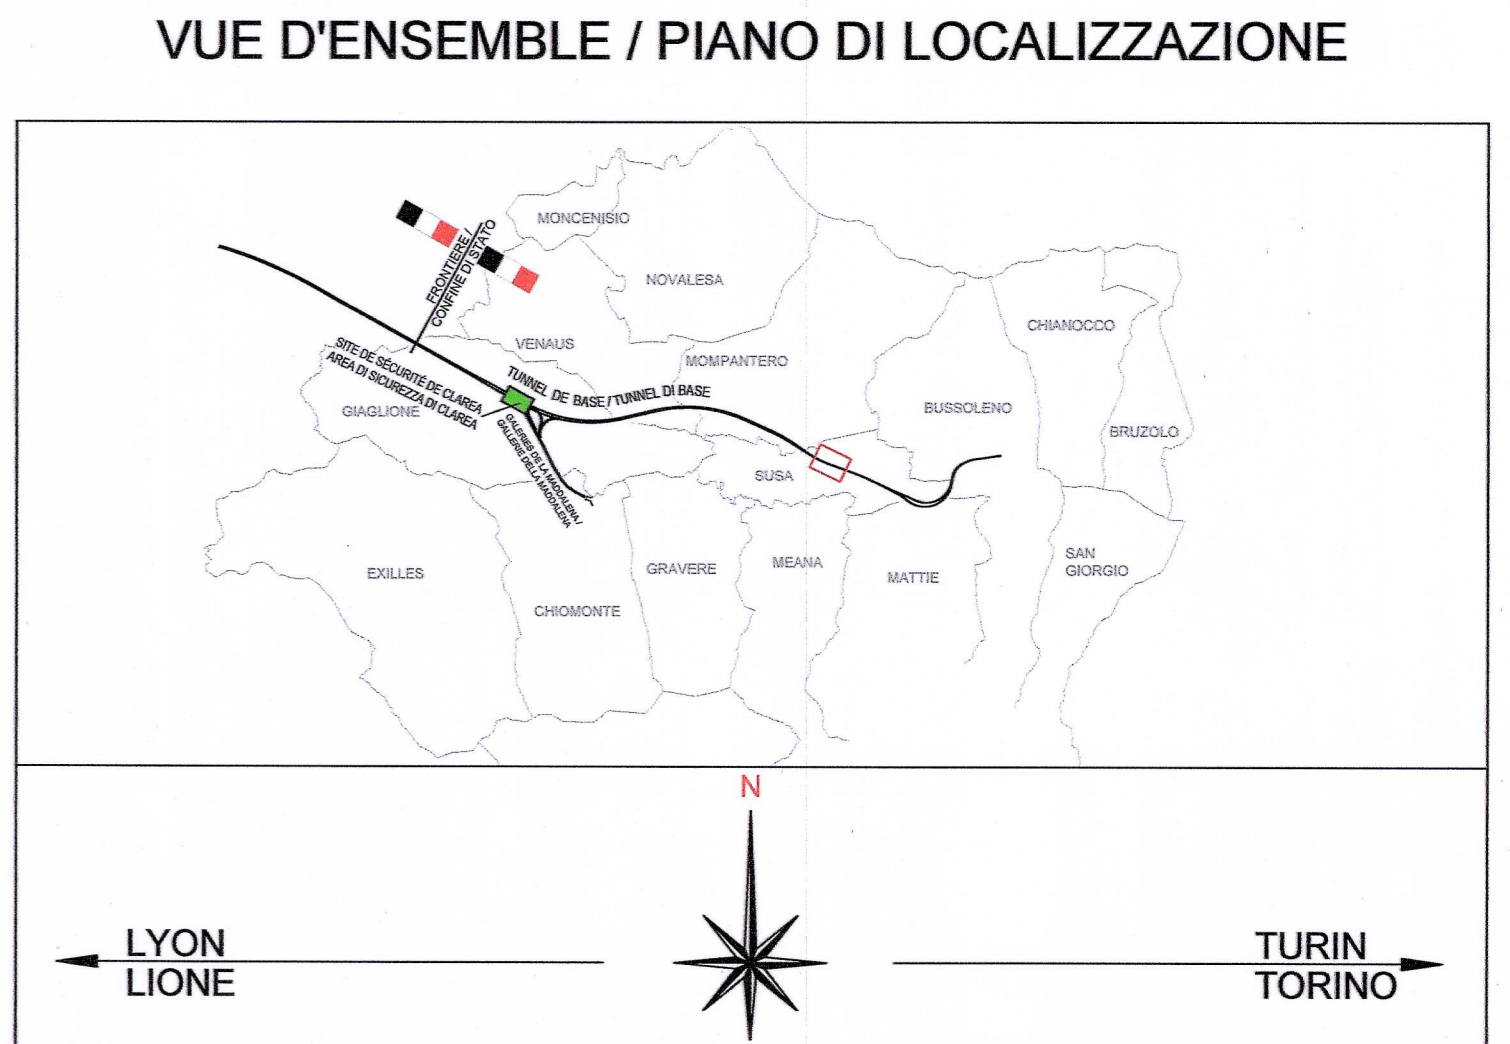 VUE D'ENSEMBLE / PIANO DI LOCALIZZAZIONE
MONCENISIO
FRONTIERE /
CONFINE DI STATO
NOVALESA
CHIANOCCO
VENAUS
SITE DE SÉCURITÉ DE CLAREA
AREA DI SICUREZZA DI CLAREA
MOMPANTERO
TUNNEL DE BASE / TUNNEL DI BASE
GIAGLIONE
BUSSOLENO
BRUZOLO
GALERIES DE LA MADDALENA /
GALLERIE DELLA MADDALENA
SUSA
EXILLES
GRAVERE
MEANA
MATTIE
SAN
GIORGIO
CHIOMONTE
N
LYON
LIONE
TURIN
TORINO